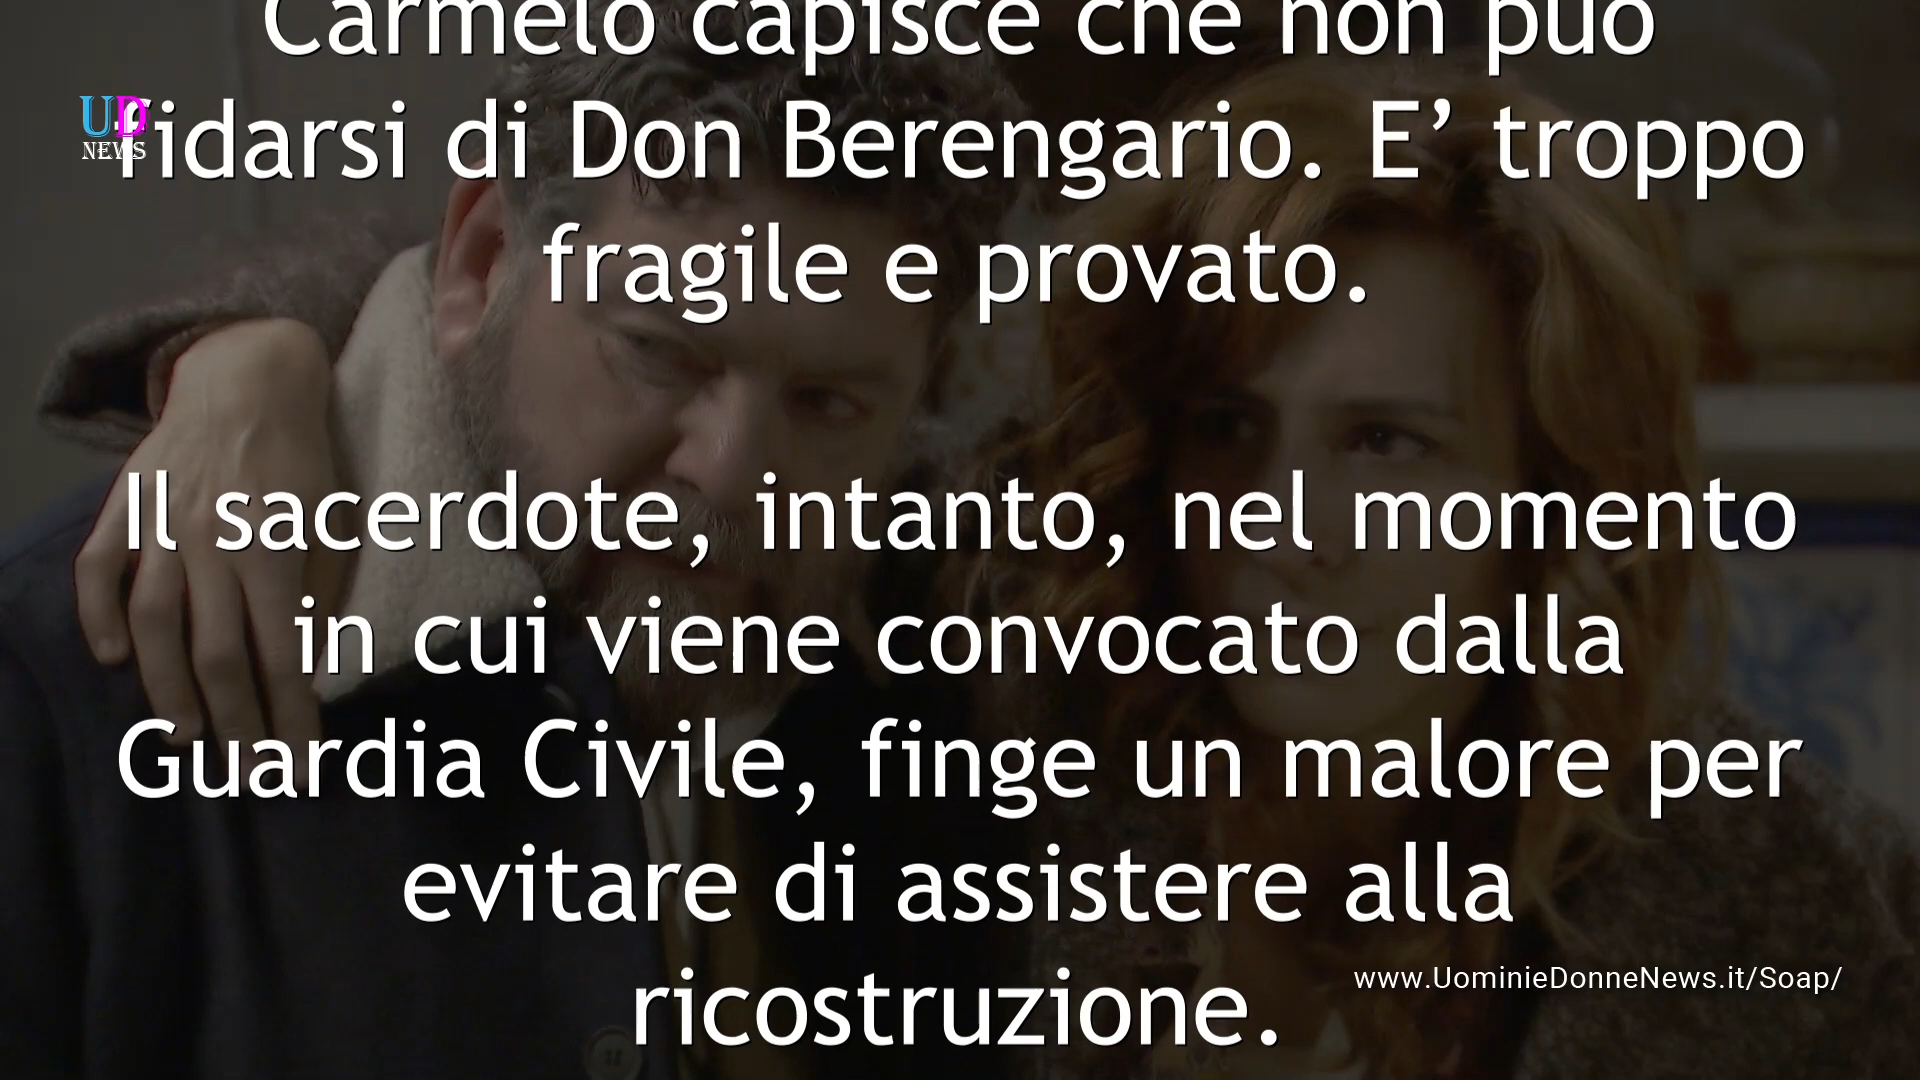 Carmelo capisce che non può
UD
NEWS
fidarsi di Don Berengario. E’ troppo
fragile e provato.
Il sacerdote, intanto, nel momento
in cui viene convocato dalla
Guardia Civile, finge un malore per
evitare di assistere alla
ricostruzione.
www.UominieDonneNews.it/Soap/